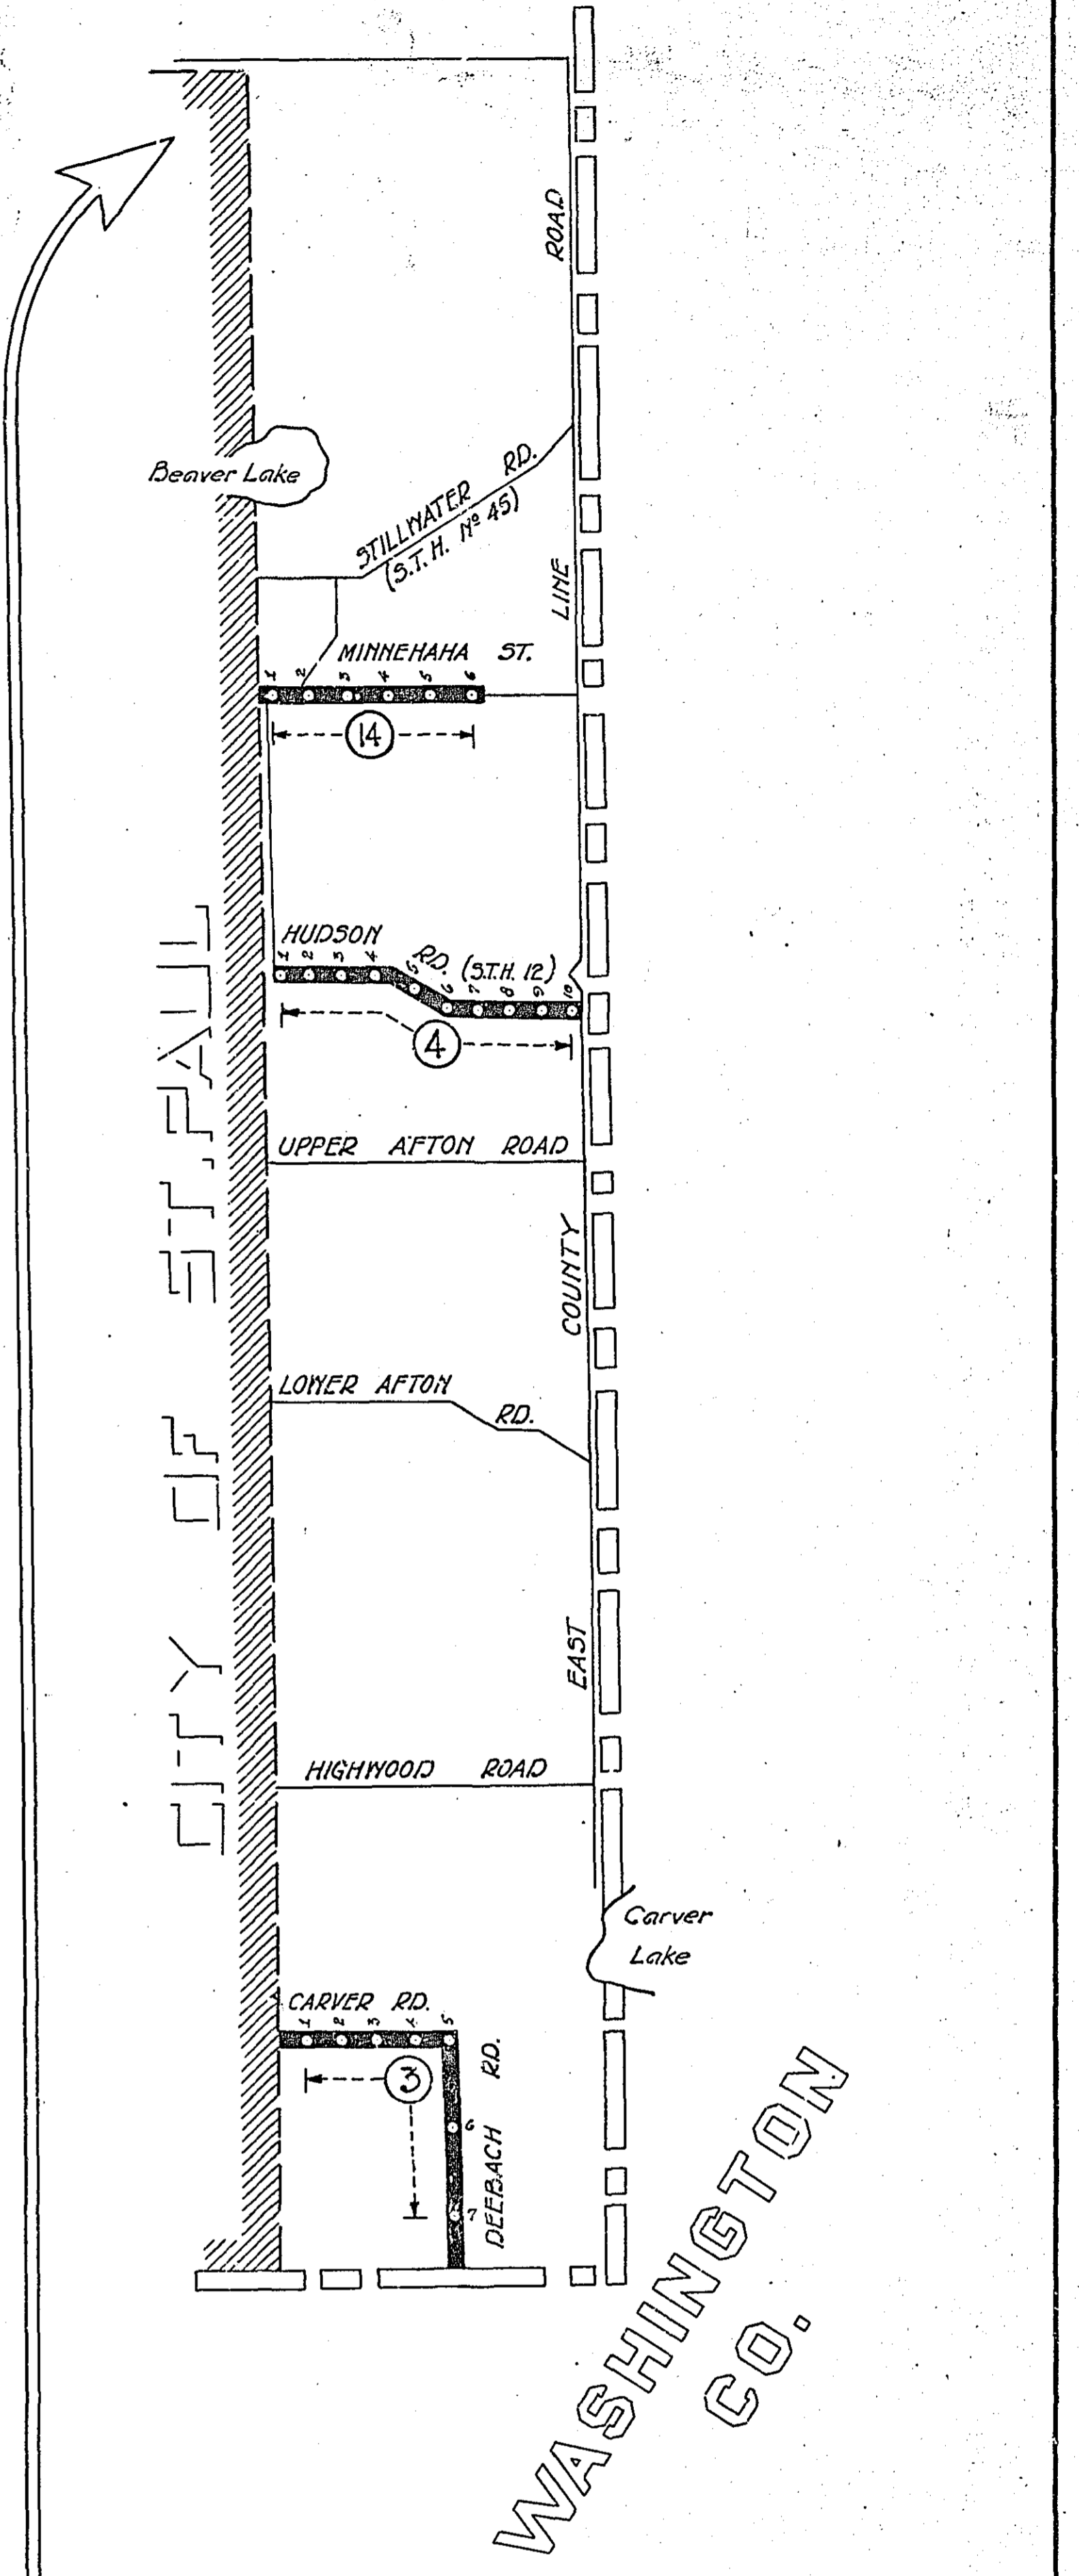 Beaver Lake
STILLWATER RD.
(S.T.H. Nº 45)
MINNEHAHA ST.
1 2 3 4 5 6
14
HUDSON RD. (S.T.H. 12)
1 2 3 4 5 6 7 8 9 10
4
UPPER AFTON ROAD
LOWER AFTON RD.
HIGHWOOD ROAD
EAST COUNTY LINE ROAD
CITY OF ST. PAUL
Carver
Lake
CARVER RD.
1 2 3 4 5
3
6
7
DEEBACH RD.
WASHINGTON
CO.